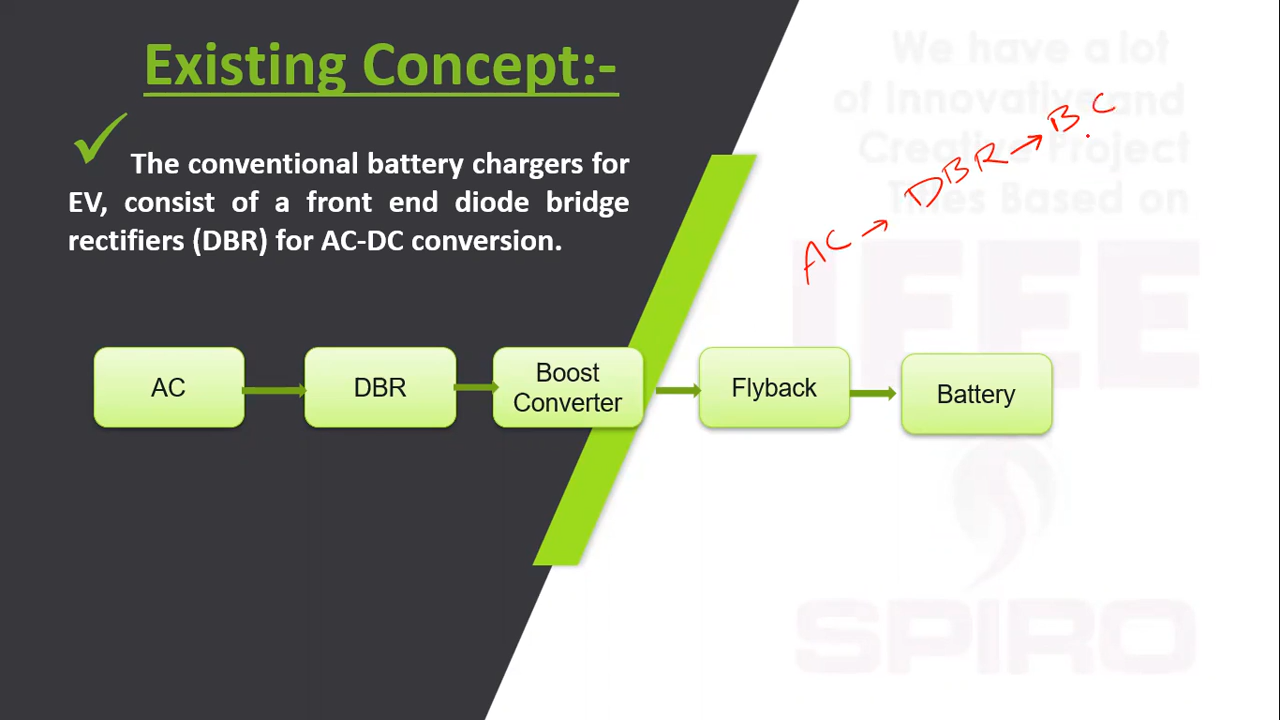 Existing Concept:-
The conventional battery chargers for
EV, consist of a front end diode bridge
rectifiers (DBR) for AC-DC conversion.
We have a lot
of Innovative and
Creative Project
Titles Based on
IEEE
AC → DBR → B.C
AC
DBR
Boost
Converter
Flyback
Battery
SPIRO